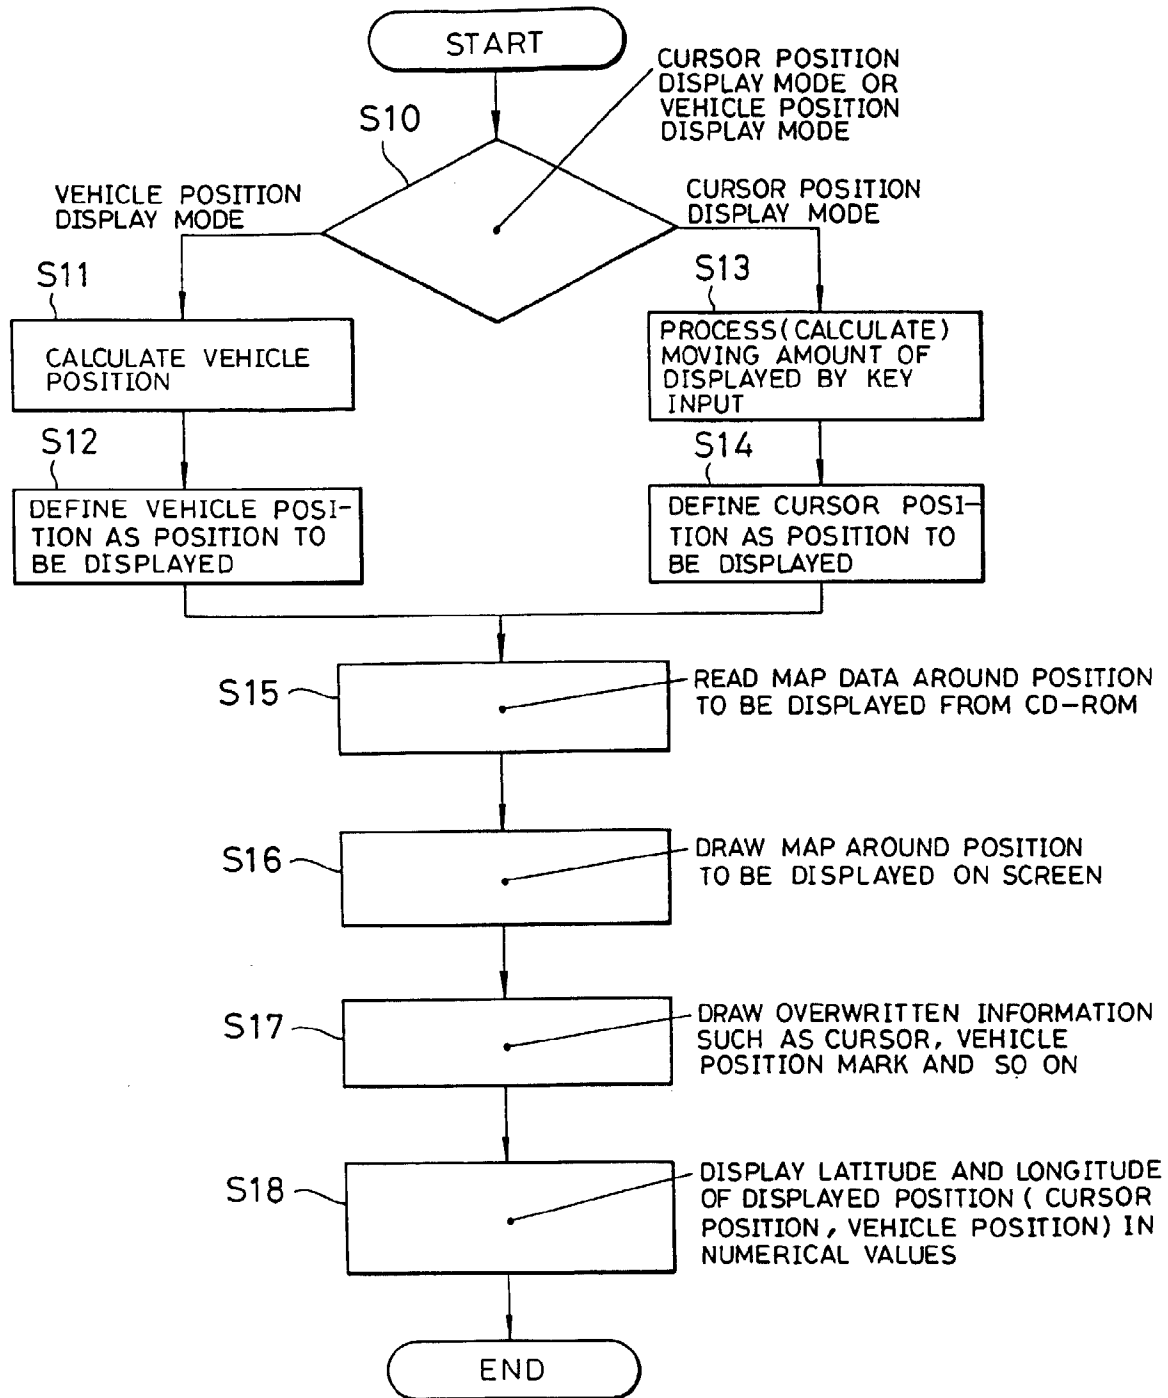 START
CURSOR POSITION
DISPLAY MODE OR
VEHICLE POSITION
DISPLAY MODE
S10
VEHICLE POSITION
DISPLAY MODE
CURSOR POSITION
DISPLAY MODE
S11
CALCULATE VEHICLE
POSITION
S13
PROCESS(CALCULATE)
MOVING AMOUNT OF
DISPLAYED BY KEY
INPUT
S12
DEFINE VEHICLE POSI-
TION AS POSITION TO
BE DISPLAYED
S14
DEFINE CURSOR POSI-
TION AS POSITION TO
BE DISPLAYED
S15
READ MAP DATA AROUND POSITION
TO BE DISPLAYED FROM CD-ROM
S16
DRAW MAP AROUND POSITION
TO BE DISPLAYED ON SCREEN
S17
DRAW OVERWRITTEN INFORMATION
SUCH AS CURSOR, VEHICLE
POSITION MARK AND SO ON
S18
DISPLAY LATITUDE AND LONGITUDE
OF DISPLAYED POSITION ( CURSOR
POSITION, VEHICLE POSITION) IN
NUMERICAL VALUES
END